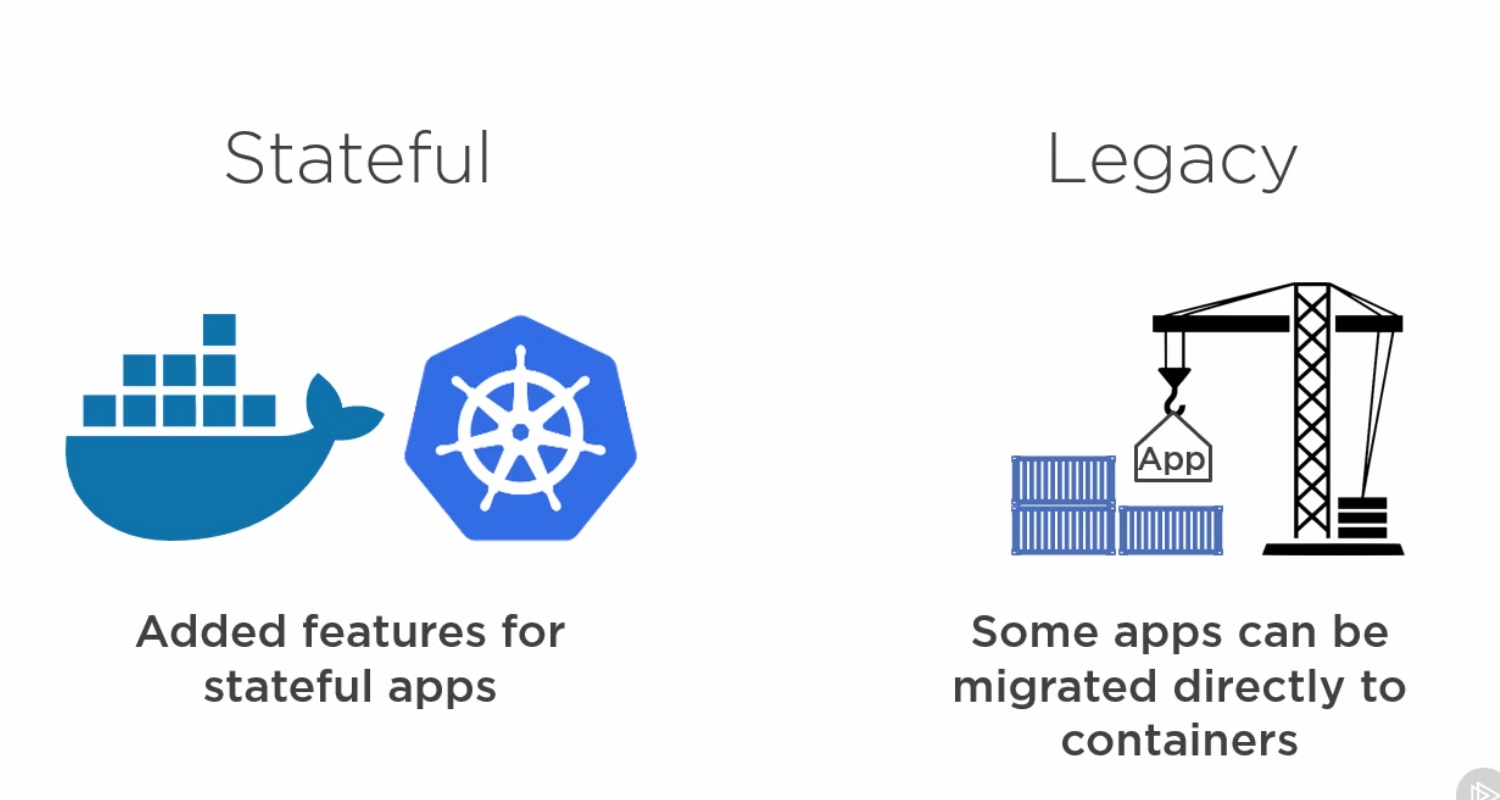 Stateful
Legacy
App
Added features for
stateful apps
Some apps can be
migrated directly to
containers